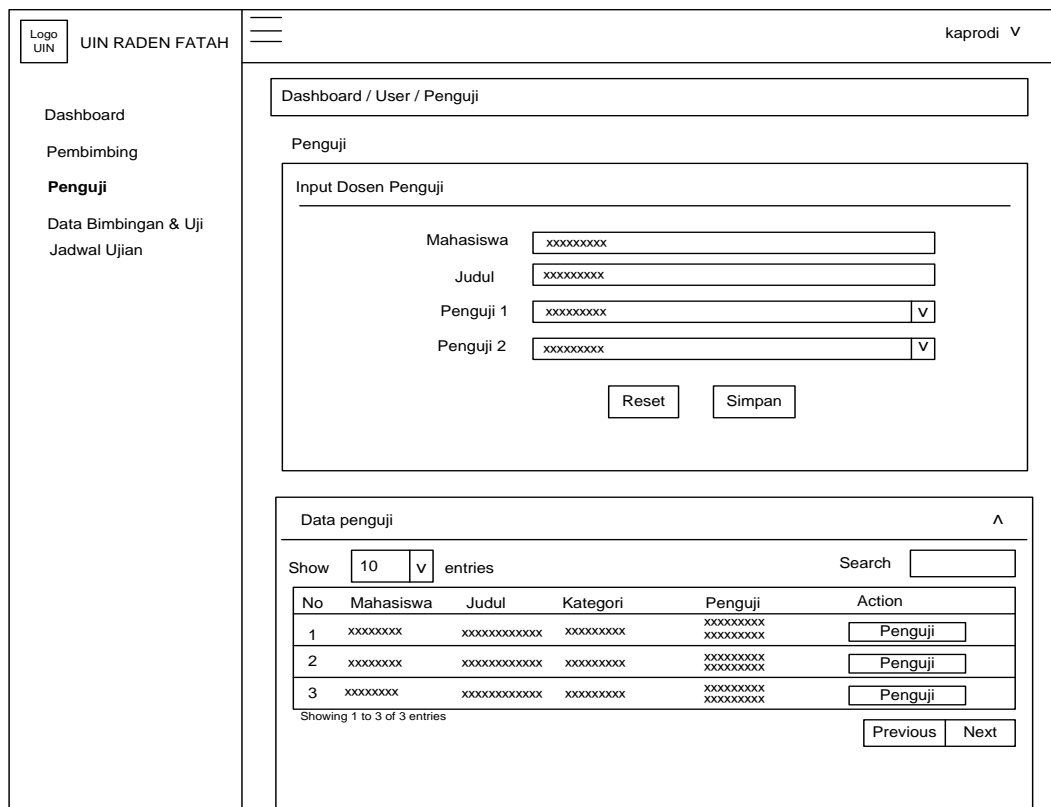 Logo
UIN
UIN RADEN FATAH
kaprodi v
Dashboard
Pembimbing
Penguji
Data Bimbingan & Uji
Jadwal Ujian
Dashboard / User / Penguji
Penguji
Input Dosen Penguji
Mahasiswa xxxxxxxxx
Judul xxxxxxxxx
Penguji 1 xxxxxxxxx v
Penguji 2 xxxxxxxxx v
Reset Simpan
Data penguji ʌ
Show 10 v entries Search
No Mahasiswa Judul Kategori Penguji Action
1 xxxxxxxx xxxxxxxxxxxx xxxxxxxxx xxxxxxxxx
xxxxxxxxx Penguji
2 xxxxxxxx xxxxxxxxxxxx xxxxxxxxx xxxxxxxxx
xxxxxxxxx Penguji
3 xxxxxxxx xxxxxxxxxxxx xxxxxxxxx xxxxxxxxx
xxxxxxxxx Penguji
Showing 1 to 3 of 3 entries
Previous Next